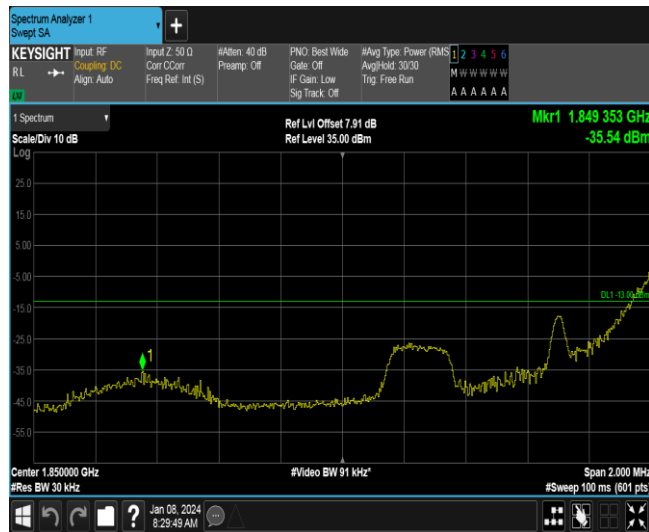 Spectrum Analyzer 1
Swept SA
KEYSIGHT Input: RF Input Z: 50 Ω #Atten: 40 dB PNO: Best Wide #Avg Type: Power (RMS 1 2 3 4 5 6
RL Coupling: DC Corr CCorr Preamp: Off Gate: Off Avg|Hold: 30/30 M W W W W W
Align: Auto Freq Ref: Int (S) IF Gain: Low Trig: Free Run
Sig Track: Off A A A A A A
1 Spectrum Ref Lvl Offset 7.91 dB Mkr1 1.849 353 GHz
Scale/Div 10 dB Ref Level 35.00 dBm -35.54 dBm
Log
25.0
15.0
5.00
-5.00
DL1 -13.00 dBm
-15.0
-25.0
1
-35.0
-45.0
-55.0
Center 1.850000 GHz #Video BW 91 kHz* Span 2.000 MHz
#Res BW 30 kHz #Sweep 100 ms (601 pts)
? Jan 08, 2024
8:29:49 AM